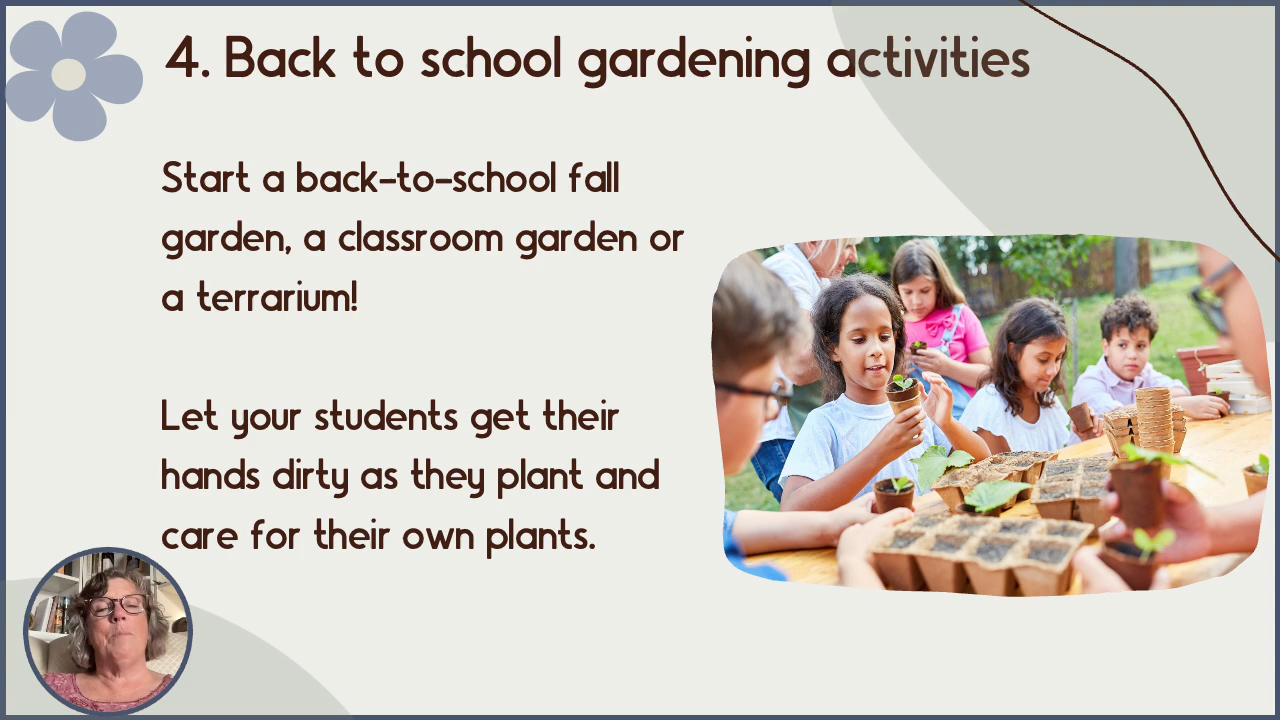 4. Back to school gardening activities
Start a back-to-school fall
garden, a classroom garden or
a terrarium!
Let your students get their
hands dirty as they plant and
care for their own plants.